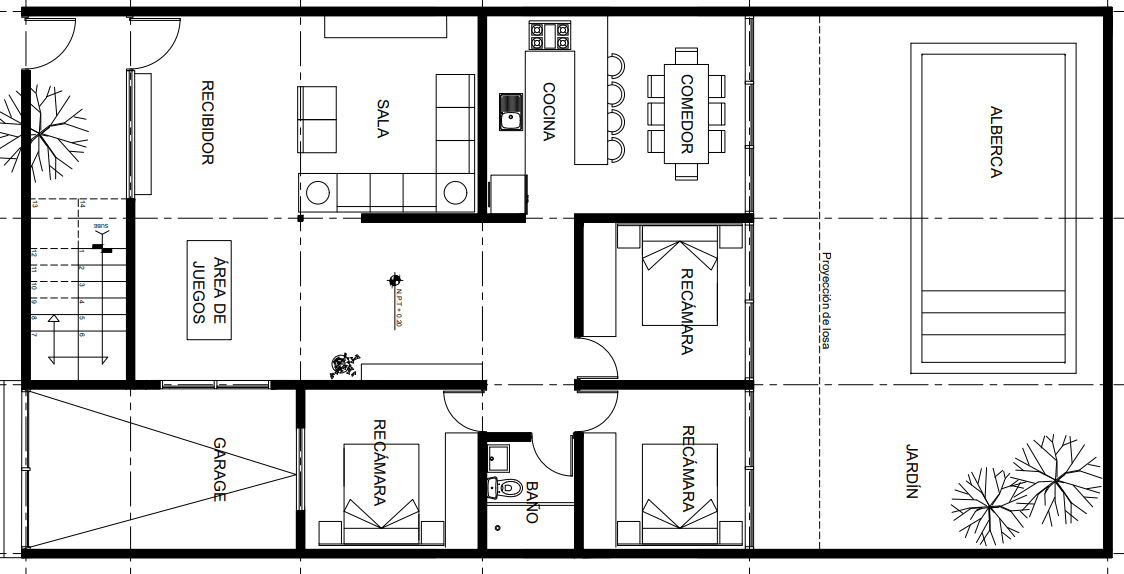 RECIBIDOR
SALA
COCINA
COMEDOR
ALBERCA
13
14
SUBE
12
11
10
9
8
7
1
2
3
4
5
6
ÁREA DE
JUEGOS
N.P.T + 0.20
RECÁMARA
Proyección de losa
GARAGE
RECÁMARA
BAÑO
RECÁMARA
JARDÍN